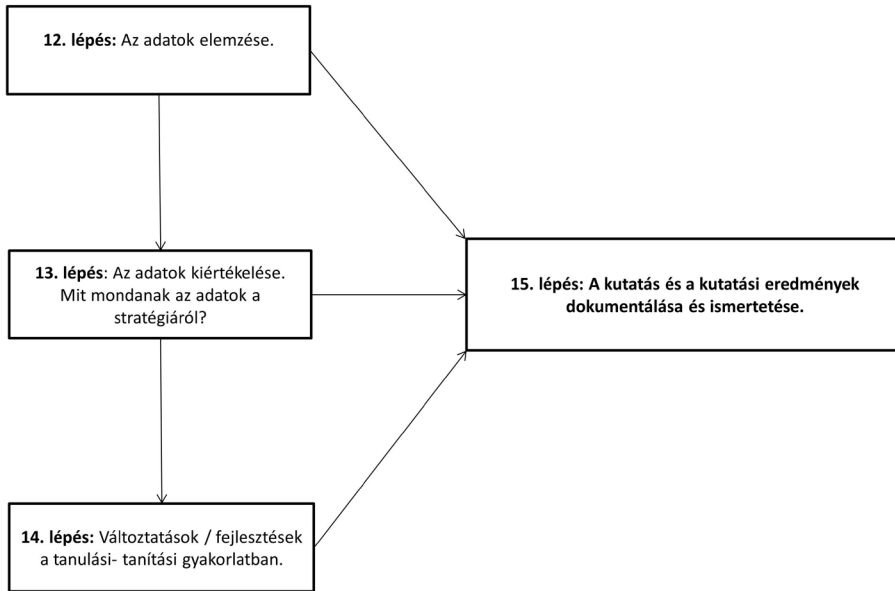 12. lépés: Az adatok elemzése.
13. lépés: Az adatok kiértékelése.
Mit mondanak az adatok a
stratégiáról?
15. lépés: A kutatás és a kutatási eredmények
dokumentálása és ismertetése.
14. lépés: Változtatások / fejlesztések
a tanulási- tanítási gyakorlatban.